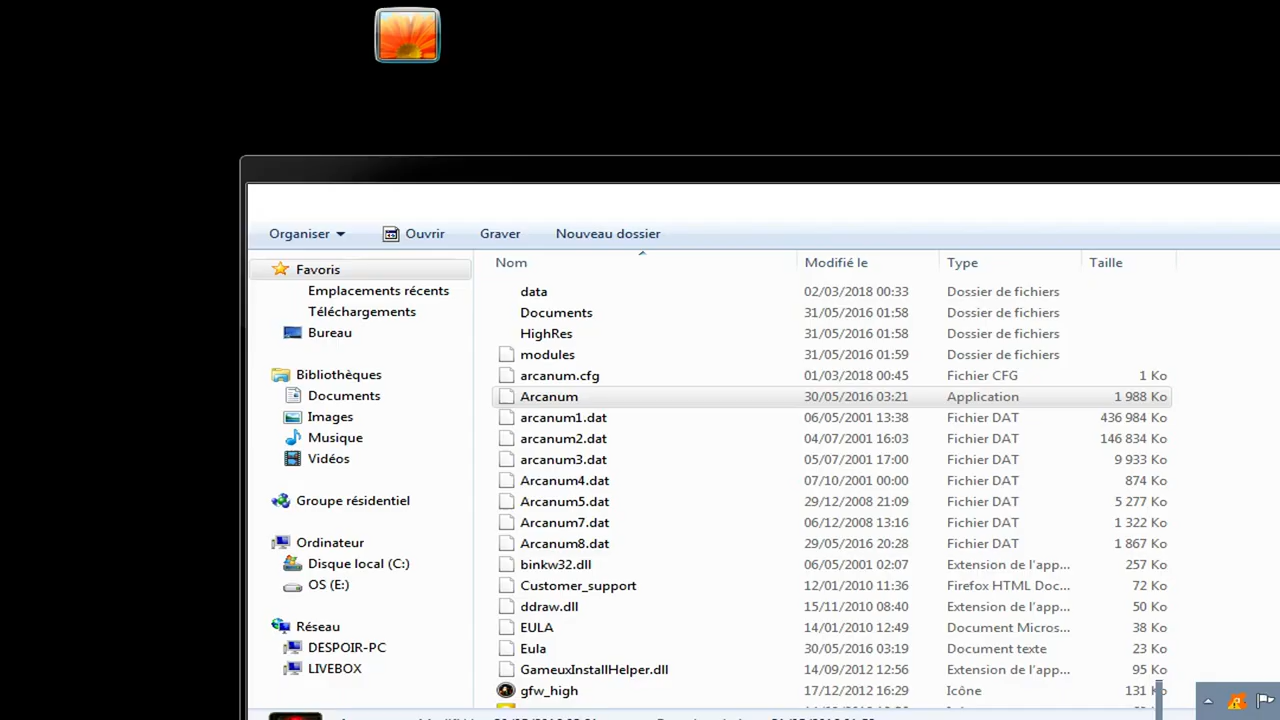 Organiser Ouvrir Graver Nouveau dossier
Favoris
Emplacements récents
Téléchargements
Bureau
Bibliothèques
Documents
Images
Musique
Vidéos
Groupe résidentiel
Ordinateur
Disque local (C:)
OS (E:)
Réseau
DESPOIR-PC
LIVEBOX
Nom Modifié le Type Taille
data 02/03/2018 00:33 Dossier de fichiers
Documents 31/05/2016 01:58 Dossier de fichiers
HighRes 31/05/2016 01:58 Dossier de fichiers
modules 31/05/2016 01:59 Dossier de fichiers
arcanum.cfg 01/03/2018 00:45 Fichier CFG 1 Ko
Arcanum 30/05/2016 03:21 Application 1 988 Ko
arcanum1.dat 06/05/2001 13:38 Fichier DAT 436 984 Ko
arcanum2.dat 04/07/2001 16:03 Fichier DAT 146 834 Ko
arcanum3.dat 05/07/2001 17:00 Fichier DAT 9 933 Ko
Arcanum4.dat 07/10/2001 00:00 Fichier DAT 874 Ko
Arcanum5.dat 29/12/2008 21:09 Fichier DAT 5 277 Ko
Arcanum7.dat 06/12/2008 13:16 Fichier DAT 1 322 Ko
Arcanum8.dat 29/05/2016 20:28 Fichier DAT 1 867 Ko
binkw32.dll 06/05/2001 02:07 Extension de l'app... 257 Ko
Customer_support 12/01/2010 11:36 Firefox HTML Doc... 72 Ko
ddraw.dll 15/11/2010 08:40 Extension de l'app... 50 Ko
EULA 14/01/2010 12:49 Document Micros... 38 Ko
Eula 30/05/2016 03:19 Document texte 23 Ko
GameuxInstallHelper.dll 14/09/2012 12:56 Extension de l'app... 95 Ko
gfw_high 17/12/2012 16:29 Icône 131 Ko